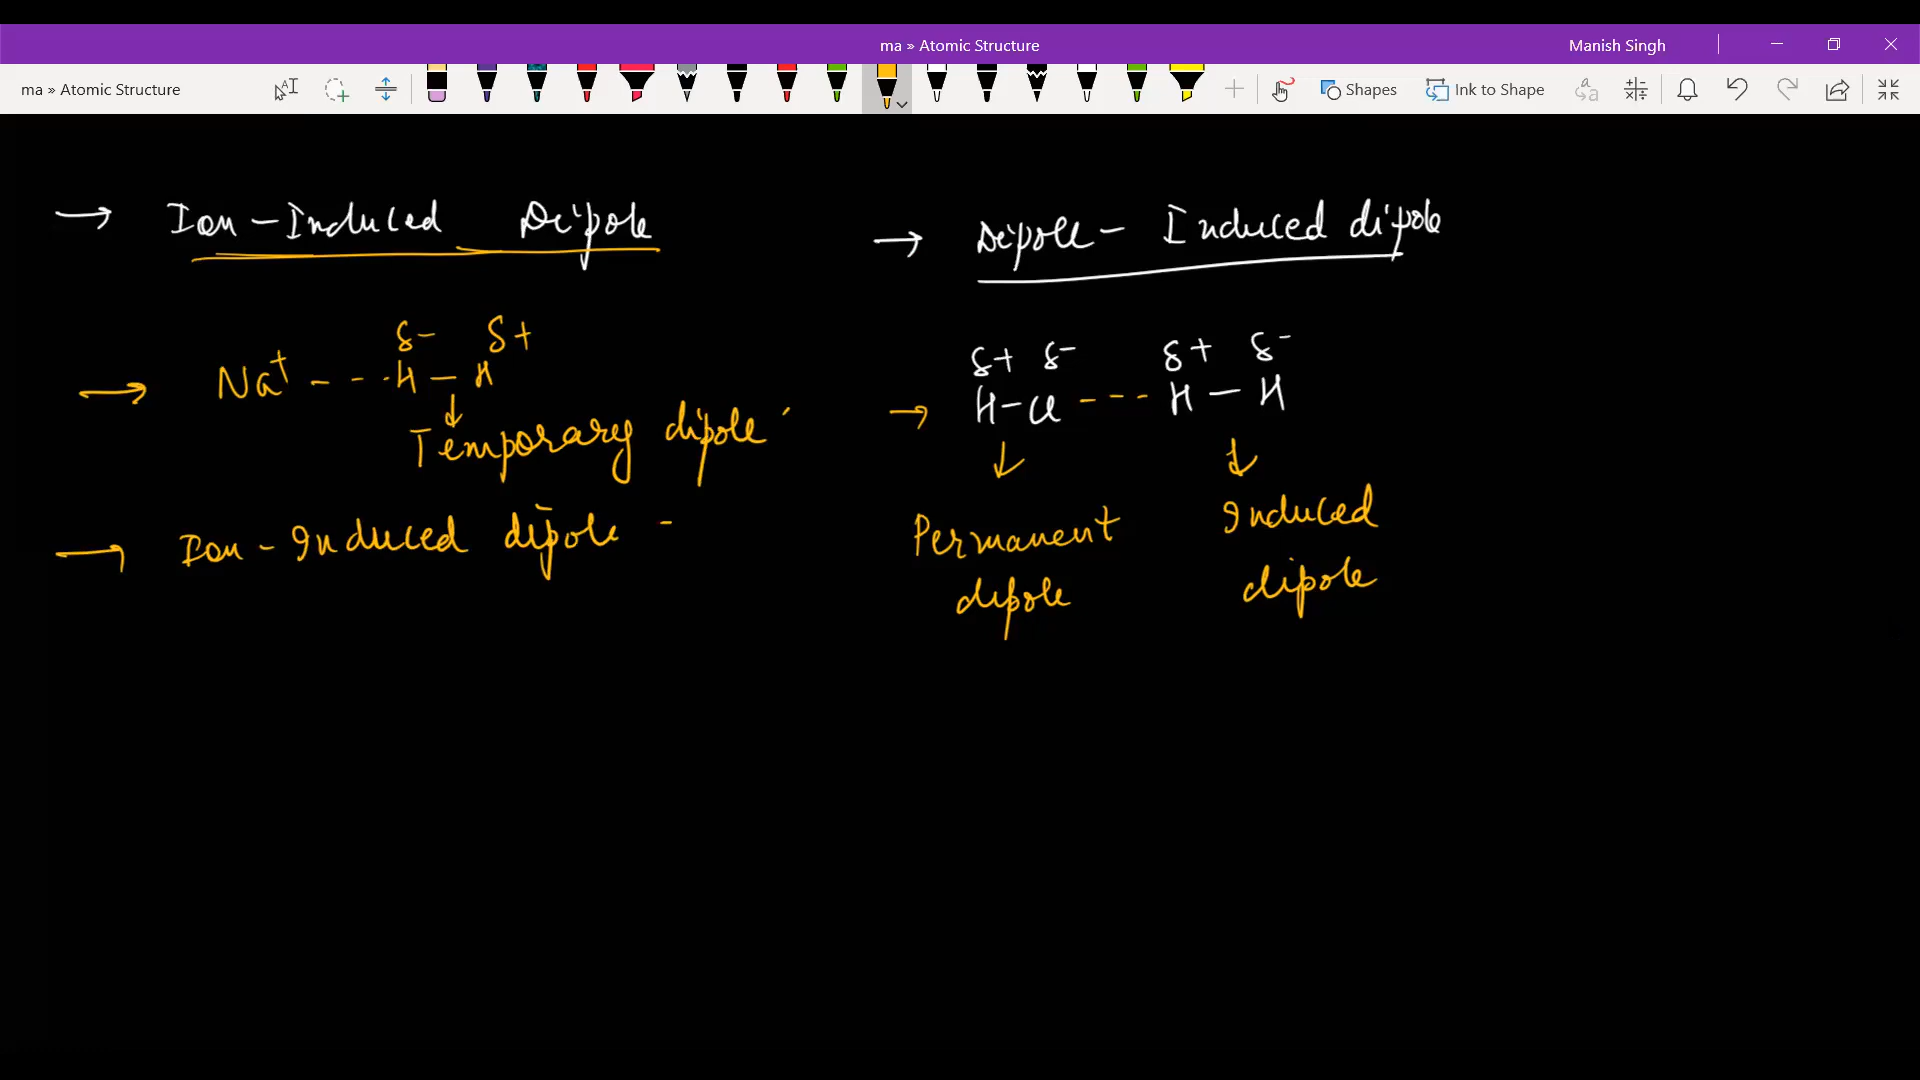 ma » Atomic Structure
Manish Singh
ma » Atomic Structure
Shapes
Ink to Shape
→ Ion-Induced Dipole
δ- δ+
→ Na+ - - - H - H
↓
Temporary dipole
→ Ion-Induced dipole -
→ Dipole - Induced dipole
δ+ δ- δ+ δ-
→ H-Cl - - - H - H
↓ ↓
Permanent Induced
dipole dipole